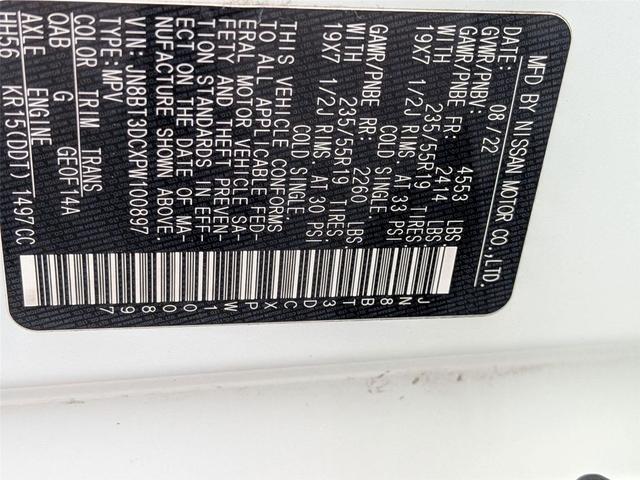 MFD BY NISSAN MOTOR CO.,LTD.
DATE: 08/22
GVWR/PNBV: 4553 LBS
GAWR/PNBE FR: 2414 LBS
WITH 235/55R19 TIRES:
19X7 1/2J RIMS AT 33 PSI
COLD SINGLE.
GAWR/PNBE RR: 2260 LBS
WITH 235/55R19 TIRES:
19X7 1/2J RIMS AT 30 PSI
COLD SINGLE.
THIS VEHICLE CONFORMS
TO ALL APPLICABLE FED-
ERAL MOTOR VEHICLE SA-
FETY AND THEFT PREVEN-
TION STANDARDS IN EFF-
ECT ON THE DATE OF MA-
NUFACTURE SHOWN ABOVE.
VIN: JN8BT3DCXPW100897
TYPE:MPV
COLOR TRIM TRANS
QAB G GE0F14A
AXLE ENGINE
HH56 KR15(DDT) 1497CC
JN8BT3DCXPW100897